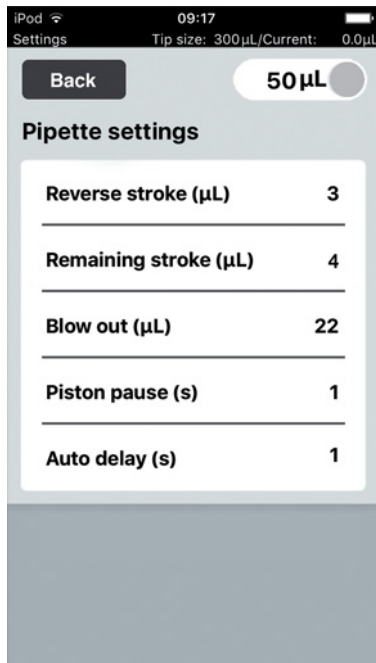 iPod 09:17
Settings Tip size: 300µL/Current: 0.0µL
Back 50µL
Pipette settings
Reverse stroke (µL) 3
Remaining stroke (µL) 4
Blow out (µL) 22
Piston pause (s) 1
Auto delay (s) 1